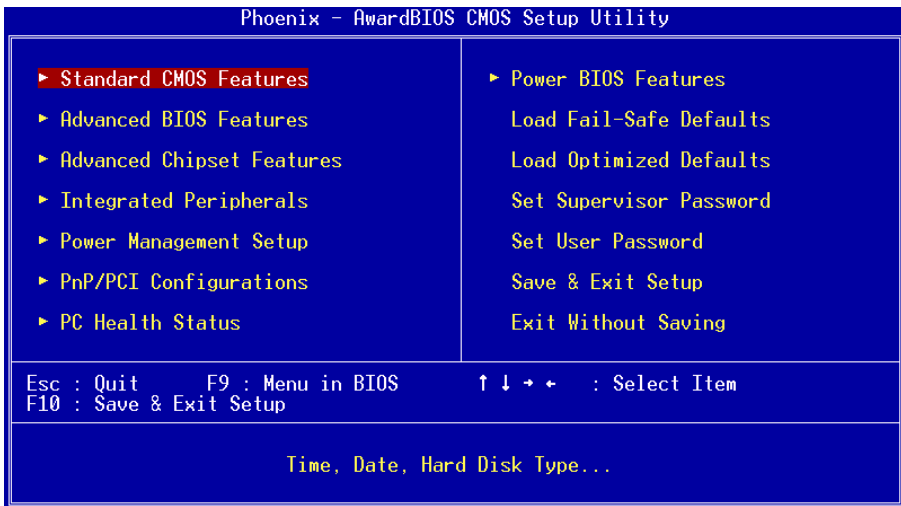 Phoenix - AwardBIOS CMOS Setup Utility
▶ Standard CMOS Features
▶ Advanced BIOS Features
▶ Advanced Chipset Features
▶ Integrated Peripherals
▶ Power Management Setup
▶ PnP/PCI Configurations
▶ PC Health Status
▶ Power BIOS Features
Load Fail-Safe Defaults
Load Optimized Defaults
Set Supervisor Password
Set User Password
Save & Exit Setup
Exit Without Saving
Esc : Quit F9 : Menu in BIOS ↑ ↓ → ← : Select Item
F10 : Save & Exit Setup
Time, Date, Hard Disk Type...